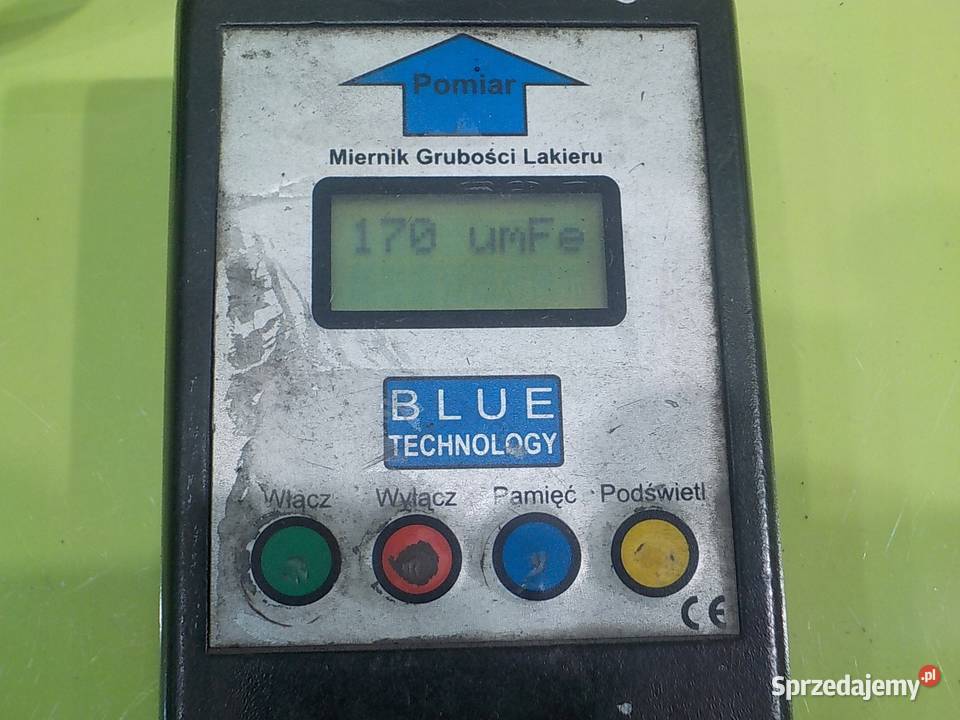 Pomiar
Miernik Grubości Lakieru
170 umFe
BLUE
TECHNOLOGY
Włącz Wyłącz Pamięć Podświetl
CE
Sprzedajemy.pl